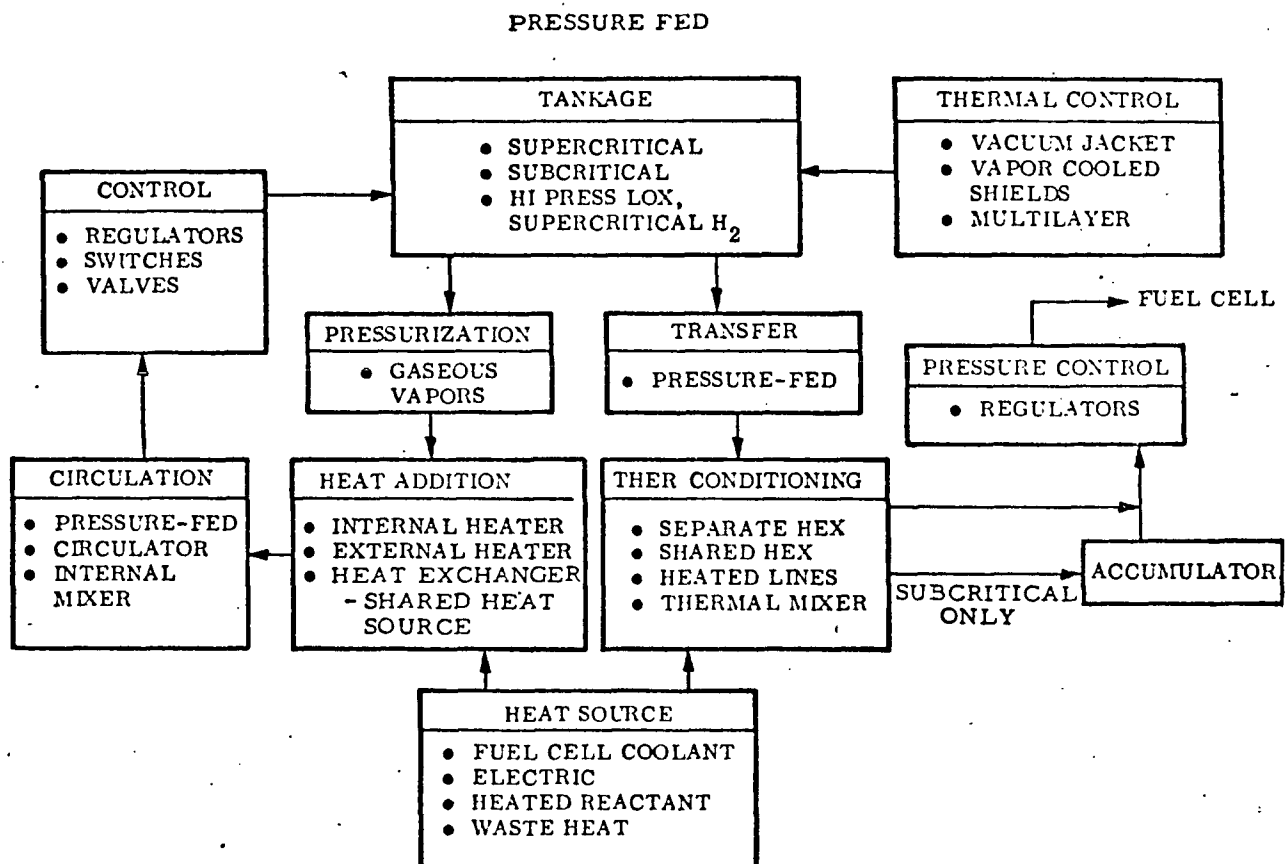 PRESSURE FED
TANKAGE
• SUPERCRITICAL
• SUBCRITICAL
• HI PRESS LOX,
SUPERCRITICAL H2
THERMAL CONTROL
• VACUUM JACKET
• VAPOR COOLED
SHIELDS
• MULTILAYER
CONTROL
• REGULATORS
• SWITCHES
• VALVES
PRESSURIZATION
• GASEOUS
VAPORS
TRANSFER
• PRESSURE-FED
FUEL CELL
PRESSURE CONTROL
• REGULATORS
CIRCULATION
• PRESSURE-FED
• CIRCULATOR
• INTERNAL
MIXER
HEAT ADDITION
• INTERNAL HEATER
• EXTERNAL HEATER
• HEAT EXCHANGER
-SHARED HEAT
SOURCE
THER CONDITIONING
• SEPARATE HEX
• SHARED HEX
• HEATED LINES
• THERMAL MIXER
SUBCRITICAL
ONLY
ACCUMULATOR
HEAT SOURCE
• FUEL CELL COOLANT
• ELECTRIC
• HEATED REACTANT
• WASTE HEAT